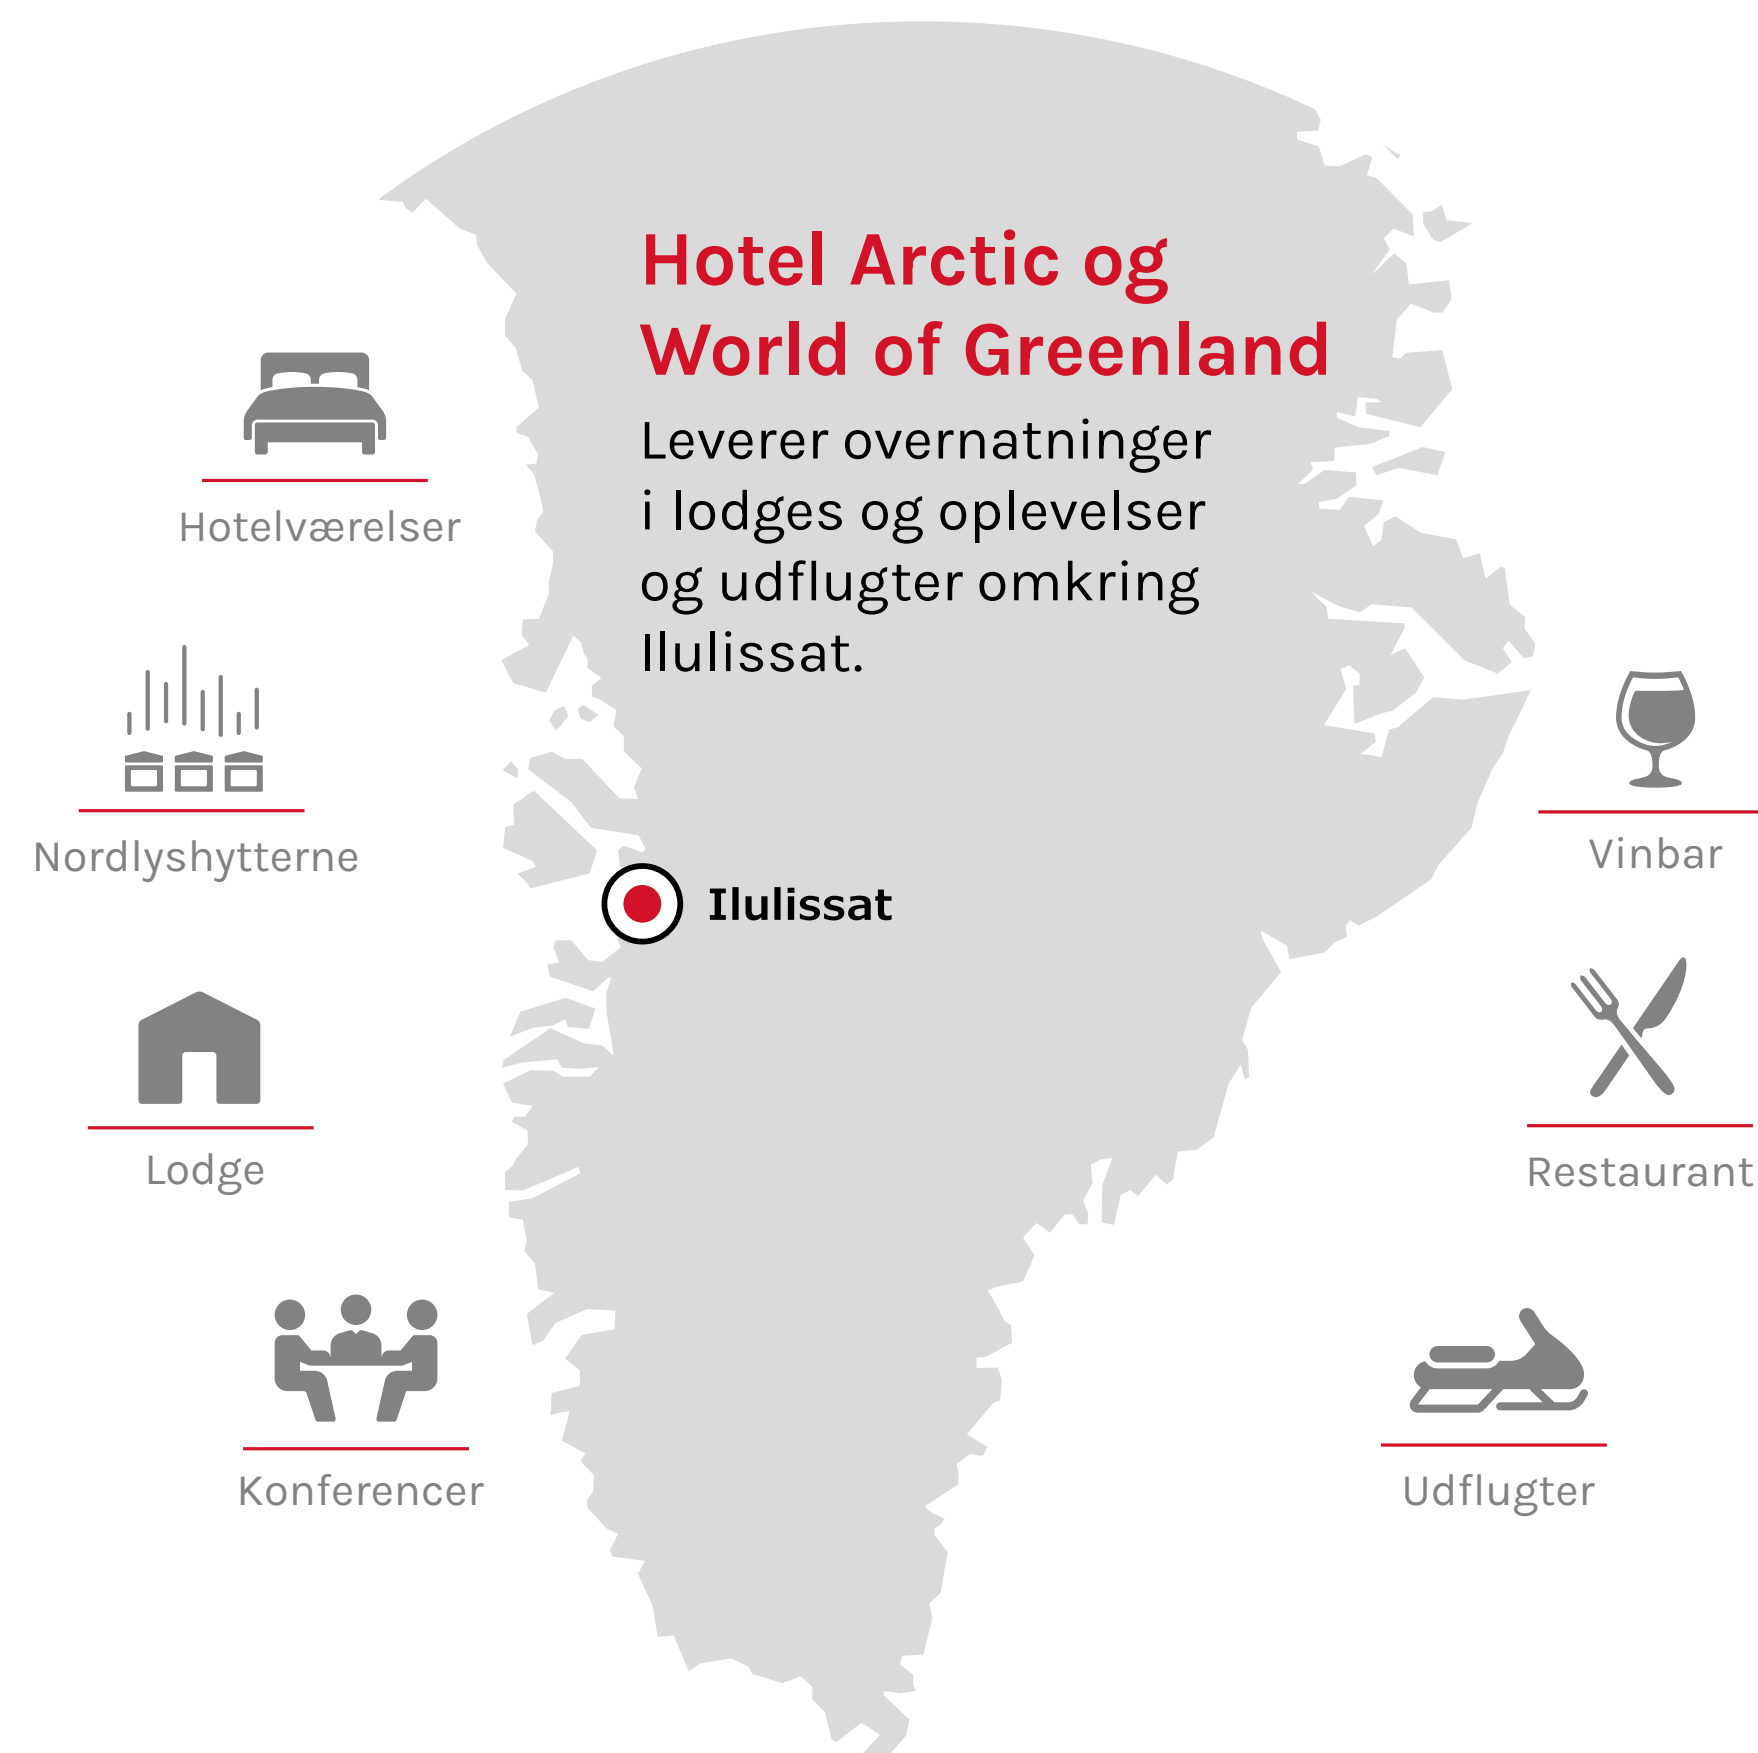 Hotel Arctic og
World of Greenland
Leverer overnatninger
i lodges og oplevelser
og udflugter omkring
Ilulissat.
Hotelværelser
Nordlyshytterne
Lodge
Konferencer
Ilulissat
Vinbar
Restaurant
Udflugter